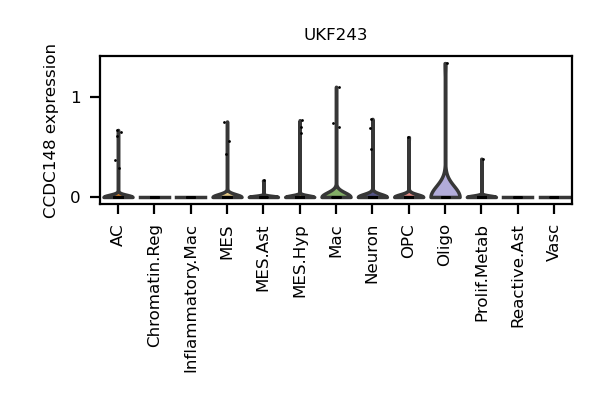 UKF243
CCDC148 expression
1
0
AC
Chromatin.Reg
Inflammatory.Mac
MES
MES.Ast
MES.Hyp
Mac
Neuron
OPC
Oligo
Prolif.Metab
Reactive.Ast
Vasc